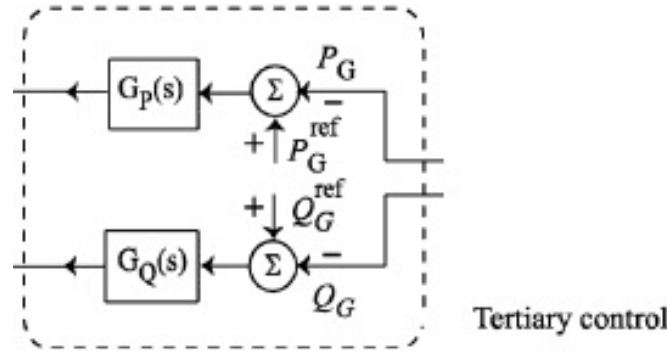 P_G
G_P(s)
Σ
−
+
P_G^ref
+
Q_G^ref
G_Q(s)
Σ
−
Q_G
Tertiary control